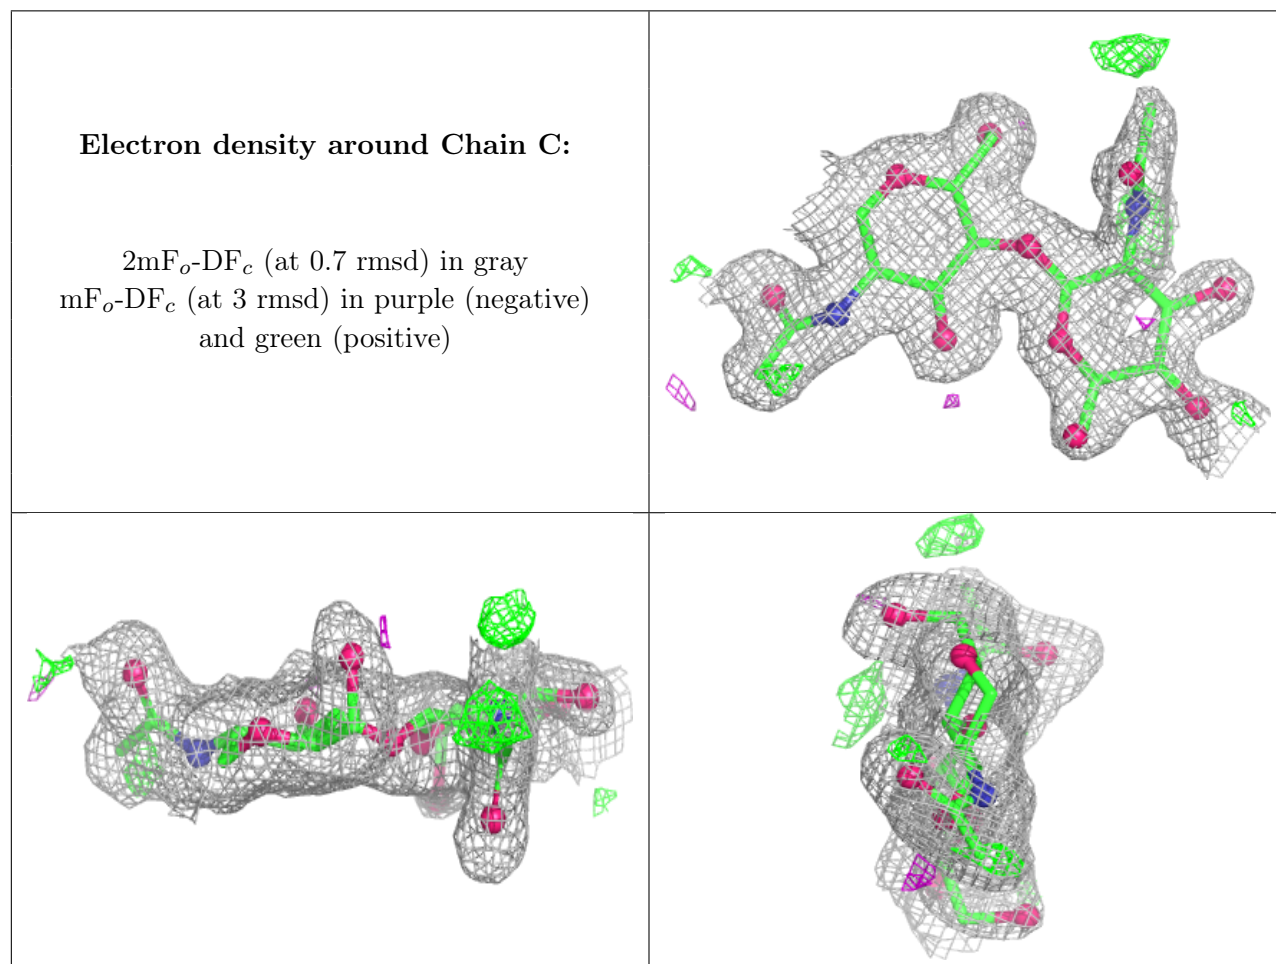 Electron density around Chain C:
2mFo-DFc (at 0.7 rmsd) in gray
mFo-DFc (at 3 rmsd) in purple (negative)
and green (positive)